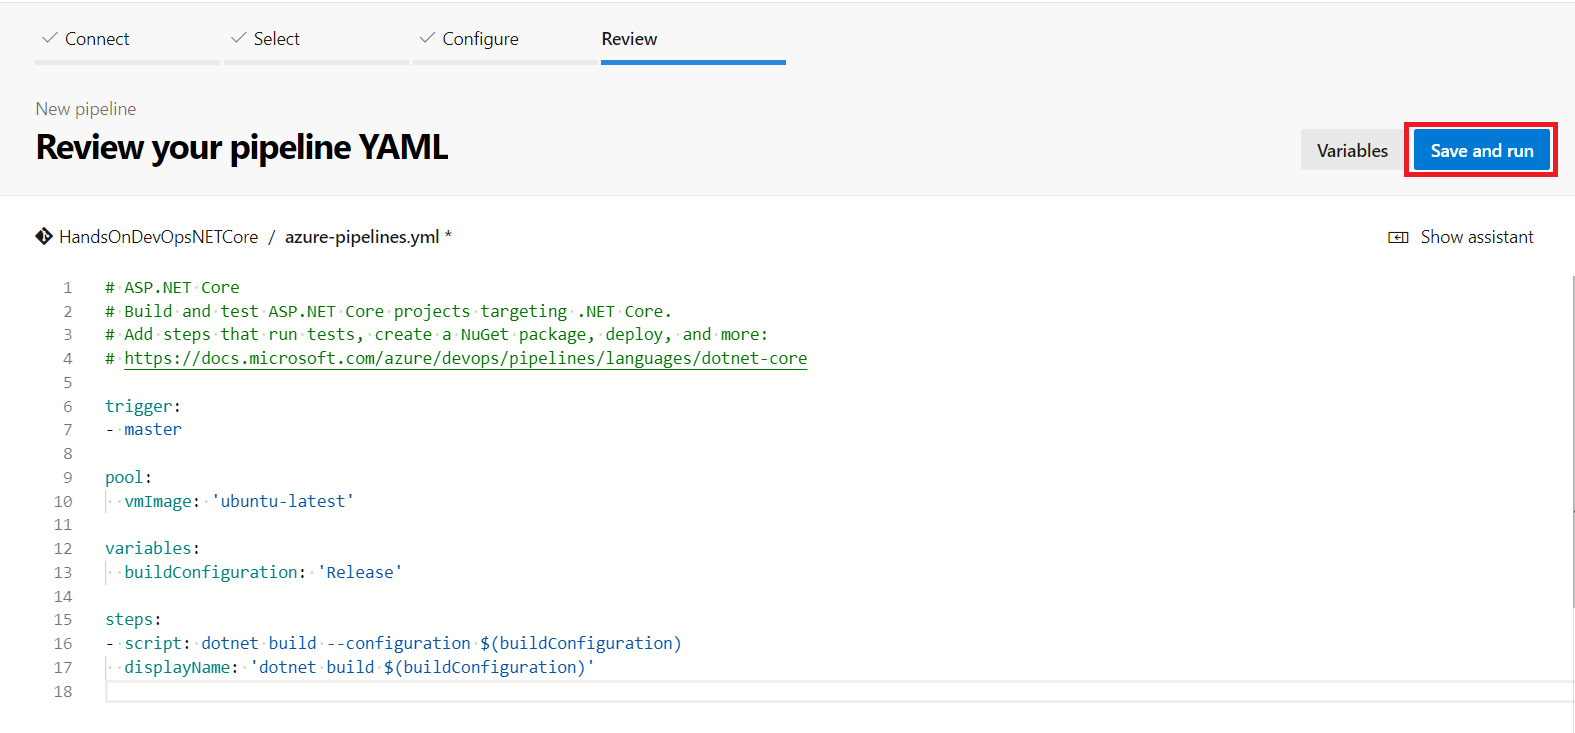 Connect Select Configure Review
New pipeline
Review your pipeline YAML
Variables Save and run
HandsOnDevOpsNETCore / azure-pipelines.yml *
Show assistant
1 # ASP.NET Core
2 # Build and test ASP.NET Core projects targeting .NET Core.
3 # Add steps that run tests, create a NuGet package, deploy, and more:
4 # https://docs.microsoft.com/azure/devops/pipelines/languages/dotnet-core
5
6 trigger:
7 - master
8
9 pool:
10   vmImage: 'ubuntu-latest'
11
12 variables:
13   buildConfiguration: 'Release'
14
15 steps:
16 - script: dotnet build --configuration $(buildConfiguration)
17   displayName: 'dotnet build $(buildConfiguration)'
18